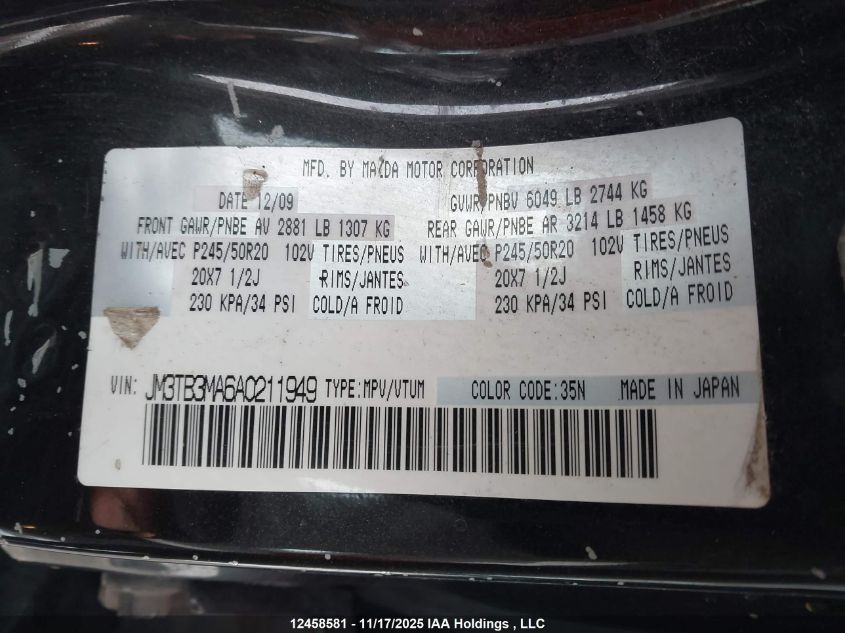 MFD. BY MAZDA MOTOR CORPORATION
DATE 12/09 GVWR/PNBV 6049 LB 2744 KG
FRONT GAWR/PNBE AV 2881 LB 1307 KG REAR GAWR/PNBE AR 3214 LB 1458 KG
WITH/AVEC P245/50R20 102V TIRES/PNEUS WITH/AVEC P245/50R20 102V TIRES/PNEUS
20X7 1/2J RIMS/JANTES 20X7 1/2J RIMS/JANTES
230 KPA/34 PSI COLD/A FROID 230 KPA/34 PSI COLD/A FROID
VIN: JM3TB3MA6A0211949 TYPE:MPV/VTUM COLOR CODE:35N MADE IN JAPAN
12458581 - 11/17/2025 IAA Holdings , LLC